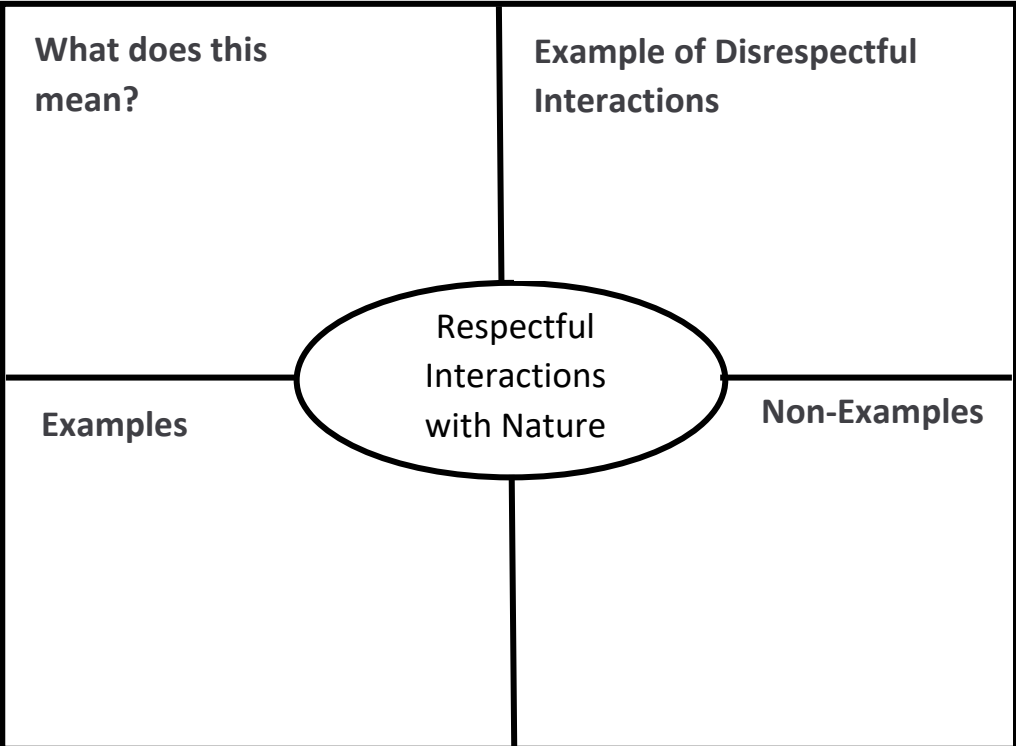 What does this
mean?
Example of Disrespectful
Interactions
Respectful
Interactions
with Nature
Examples
Non-Examples